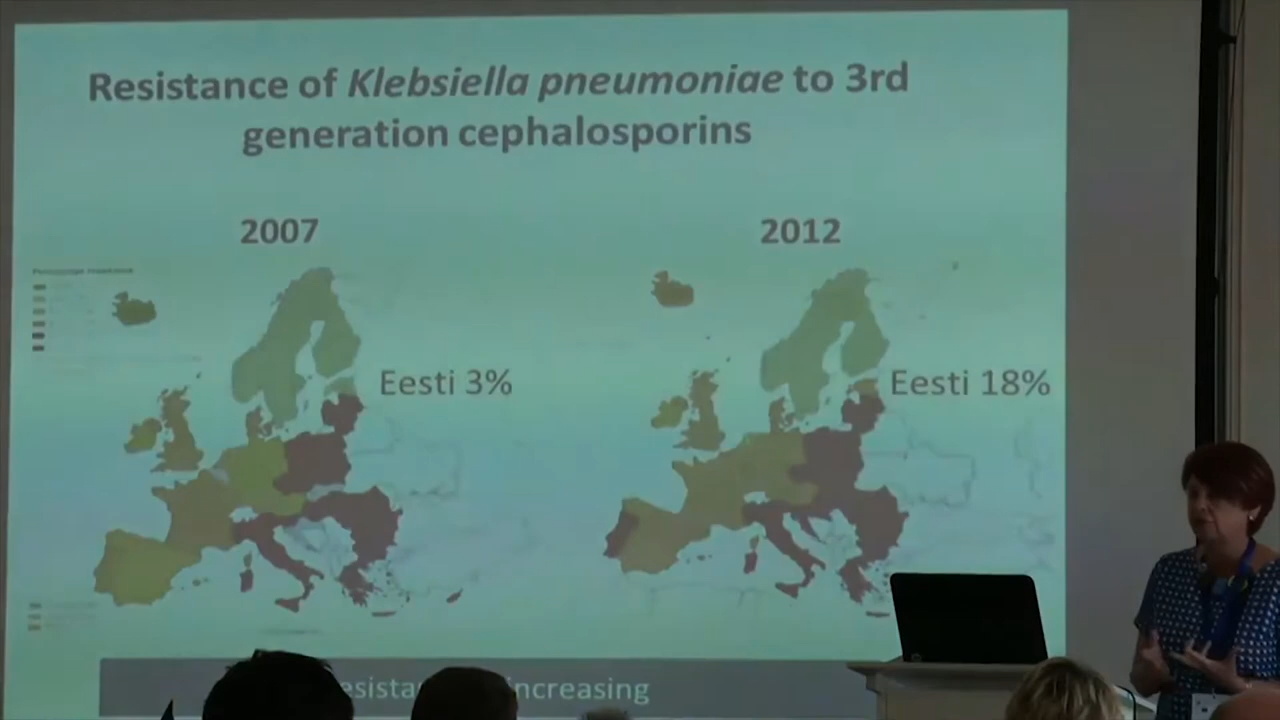 Resistance of Klebsiella pneumoniae to 3rd
generation cephalosporins
2007
2012
Eesti 3%
Eesti 18%
increasing